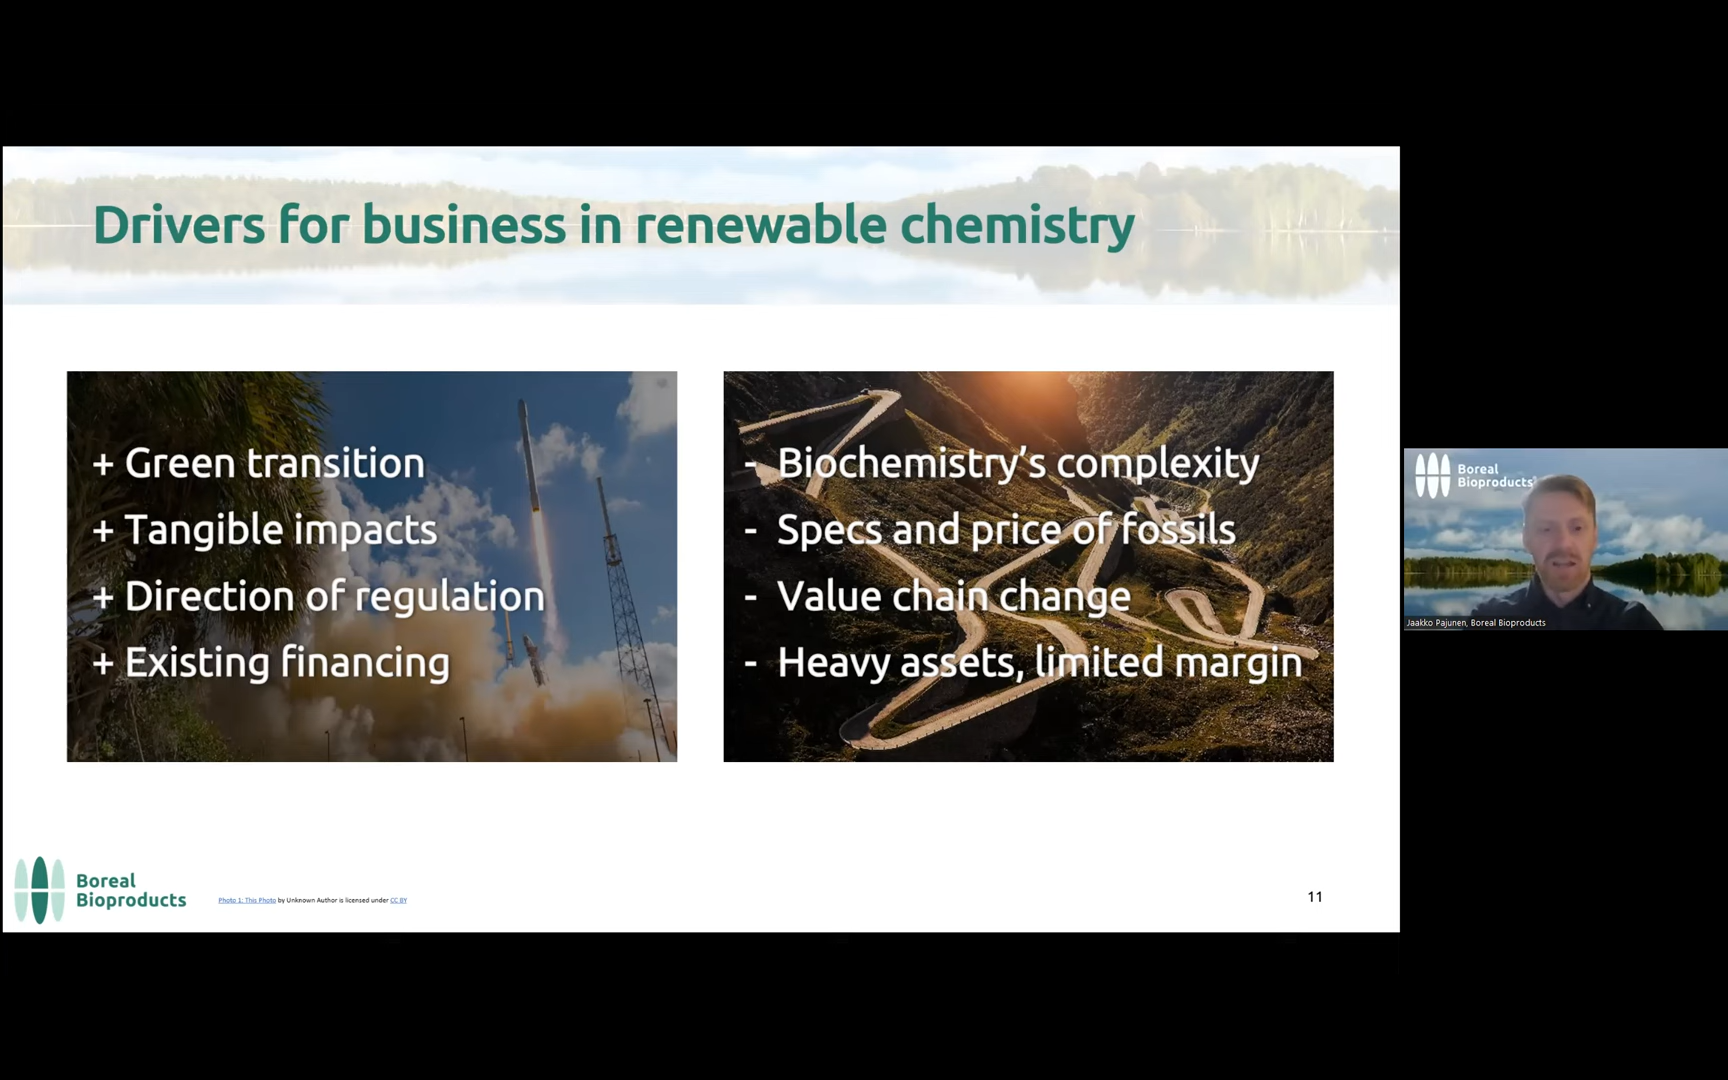 Drivers for business in renewable chemistry
+ Green transition
+ Tangible impacts
+ Direction of regulation
+ Existing financing
- Biochemistry’s complexity
- Specs and price of fossils
- Value chain change
- Heavy assets, limited margin
Boreal
Bioproducts
Photo 1: This Photo by Unknown Author is licensed under CC BY
11
Boreal
Bioproducts
Jaakko Pajunen, Boreal Bioproducts